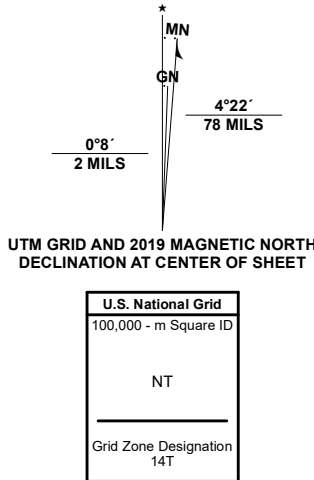 ★
MN
GN
4°22´
78 MILS
0°8´
2 MILS
UTM GRID AND 2019 MAGNETIC NORTH
DECLINATION AT CENTER OF SHEET
U.S. National Grid
100,000 - m Square ID
NT
Grid Zone Designation
14T